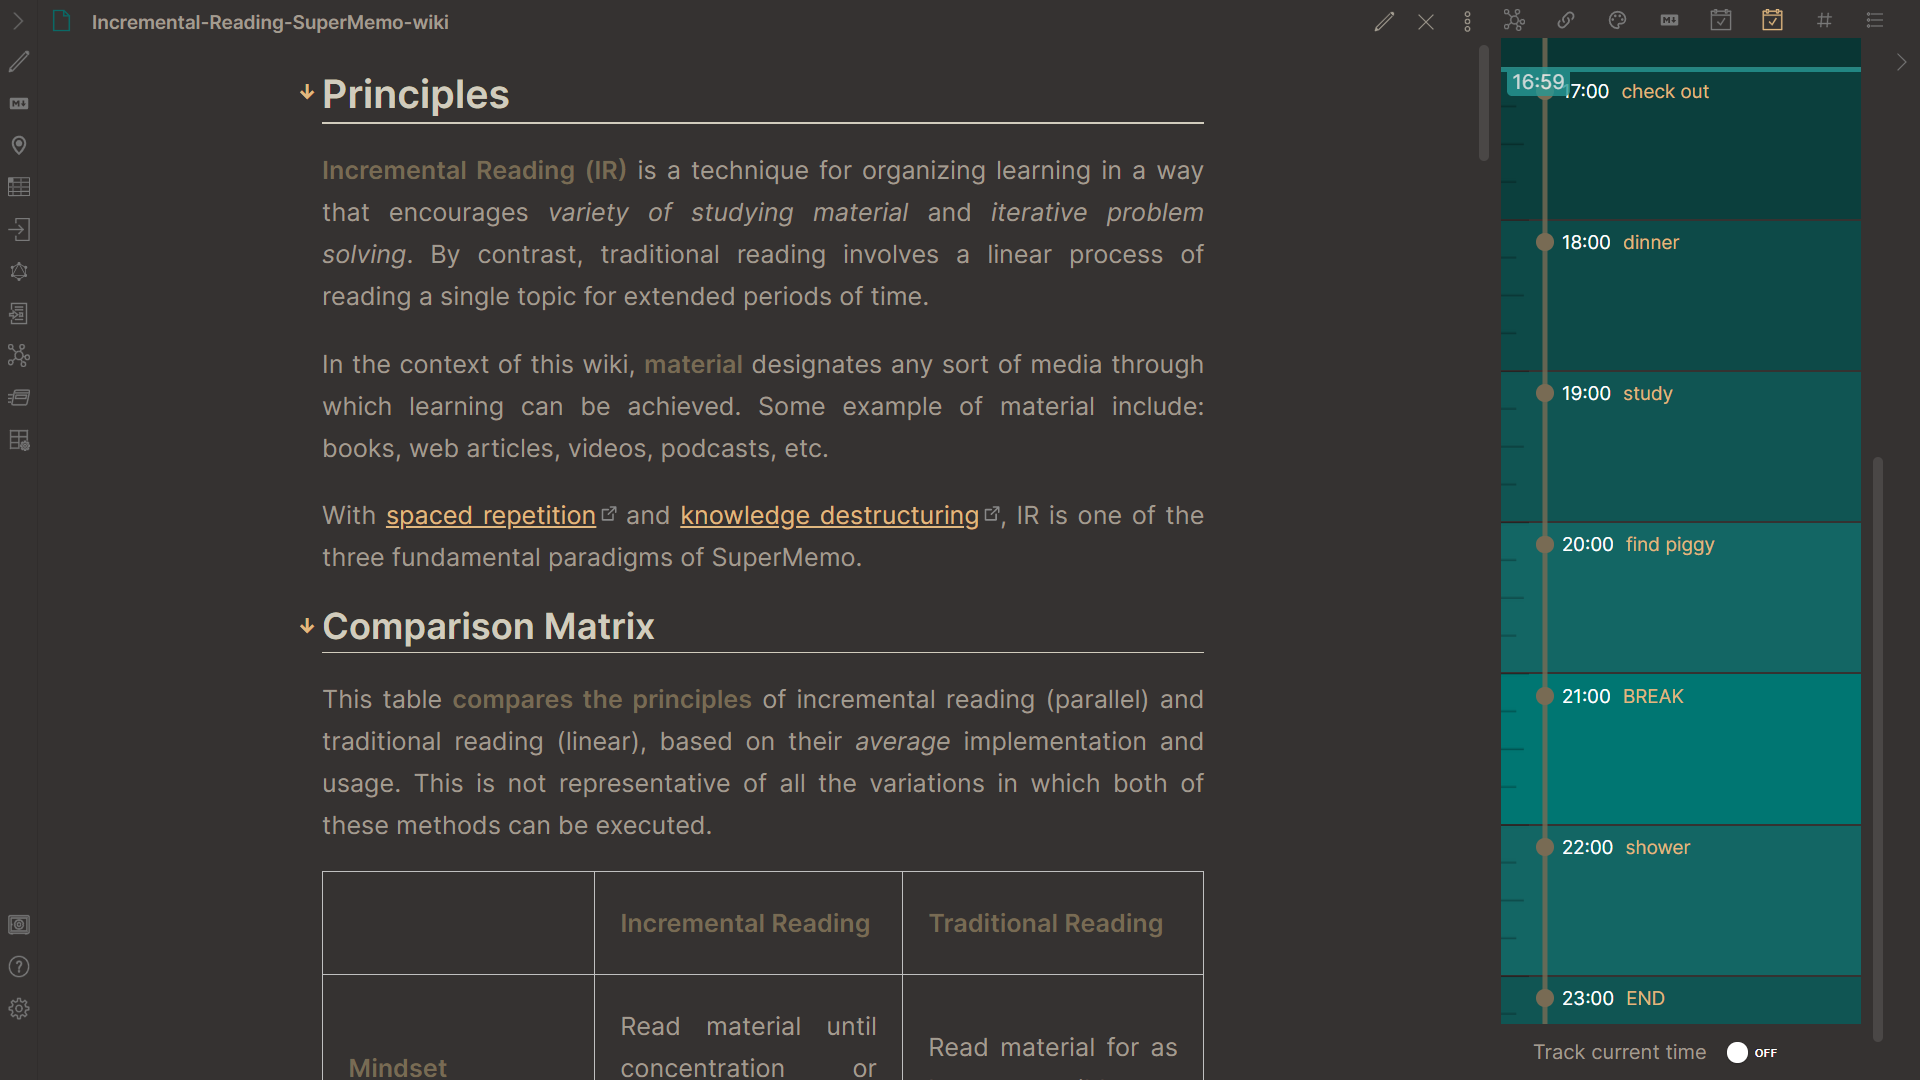 Incremental-Reading-SuperMemo-wiki
Principles
Incremental Reading (IR) is a technique for organizing learning in a way
that encourages variety of studying material and iterative problem
solving. By contrast, traditional reading involves a linear process of
reading a single topic for extended periods of time.
In the context of this wiki, material designates any sort of media through
which learning can be achieved. Some example of material include:
books, web articles, videos, podcasts, etc.
With spaced repetition and knowledge destructuring, IR is one of the
three fundamental paradigms of SuperMemo.
Comparison Matrix
This table compares the principles of incremental reading (parallel) and
traditional reading (linear), based on their average implementation and
usage. This is not representative of all the variations in which both of
these methods can be executed.
Incremental Reading
Traditional Reading
Mindset
Read material until
concentration or
Read material for as
16:59
17:00 check out
18:00 dinner
19:00 study
20:00 find piggy
21:00 BREAK
22:00 shower
23:00 END
Track current time OFF